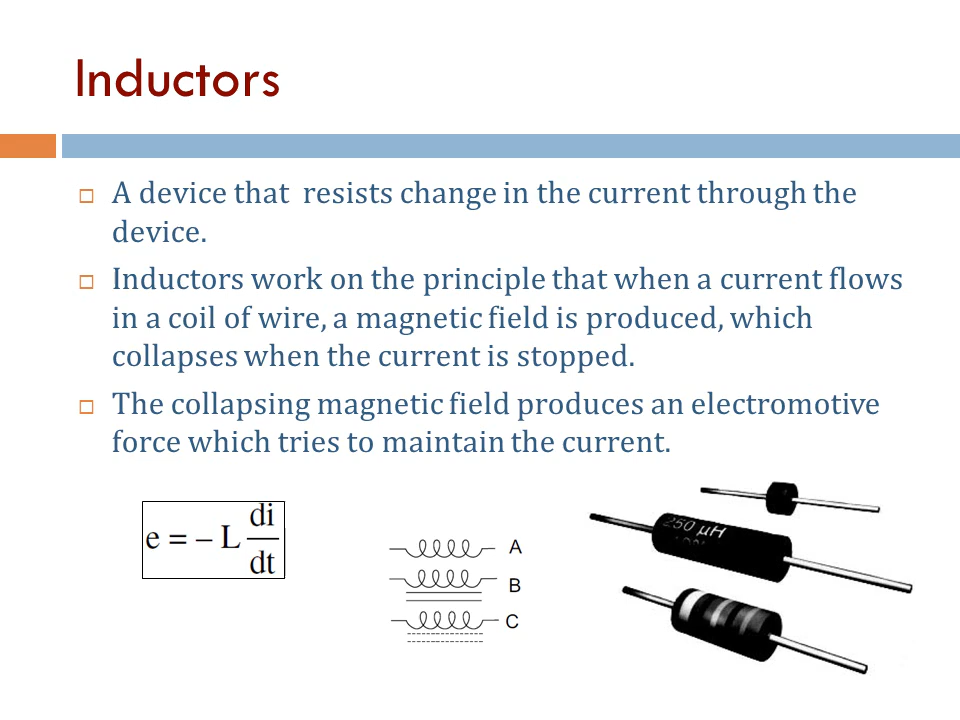 Inductors
A device that  resists change in the current through the
device.
Inductors work on the principle that when a current flows
in a coil of wire, a magnetic field is produced, which
collapses when the current is stopped.
The collapsing magnetic field produces an electromotive
force which tries to maintain the current.
e = – L di/dt
A
B
C
250 µH